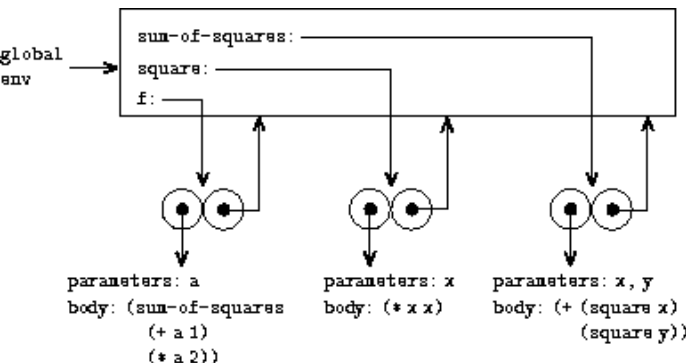 sum-of-squares:
global
env
square:
f:
parameters: a
body: (sum-of-squares
(+ a 1)
(* a 2))
parameters: x
body: (* x x)
parameters: x, y
body: (+ (square x)
(square y))